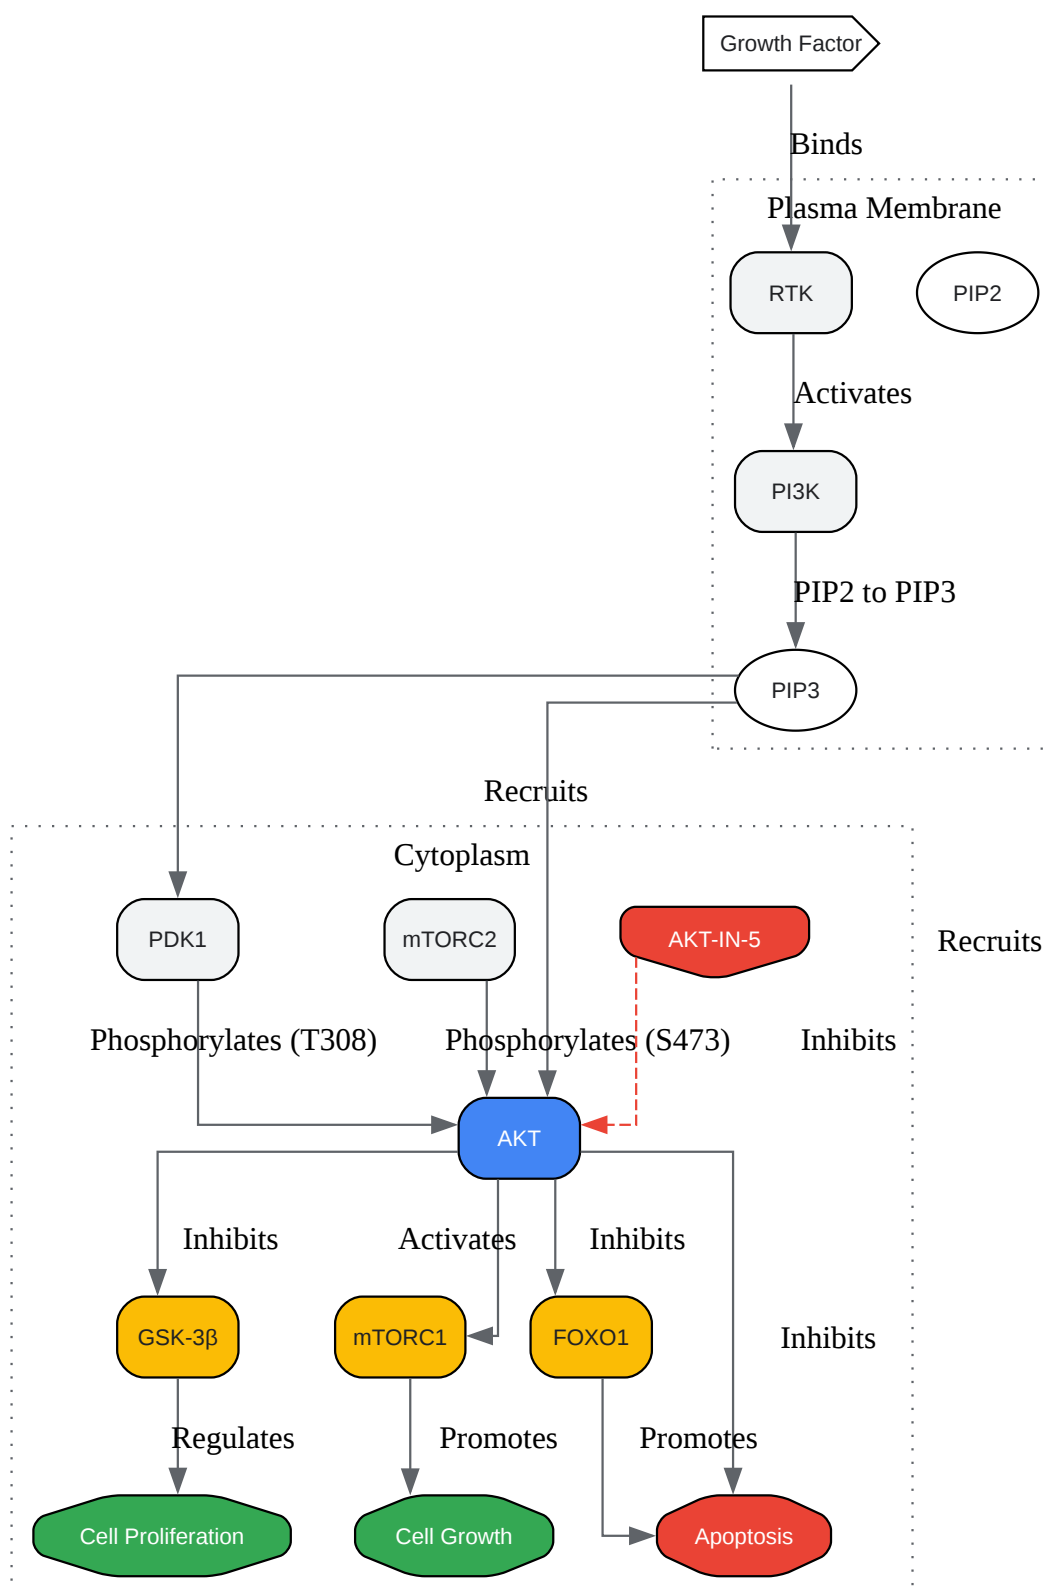 Growth Factor
Binds
Plasma Membrane
RTK
PIP2
Activates
PI3K
PIP2 to PIP3
PIP3
Recruits
Cytoplasm
PDK1
mTORC2
AKT-IN-5
Recruits
Phosphorylates (T308)
Phosphorylates (S473)
Inhibits
AKT
Inhibits
Activates
Inhibits
GSK-3β
mTORC1
FOXO1
Inhibits
Regulates
Promotes
Promotes
Cell Proliferation
Cell Growth
Apoptosis